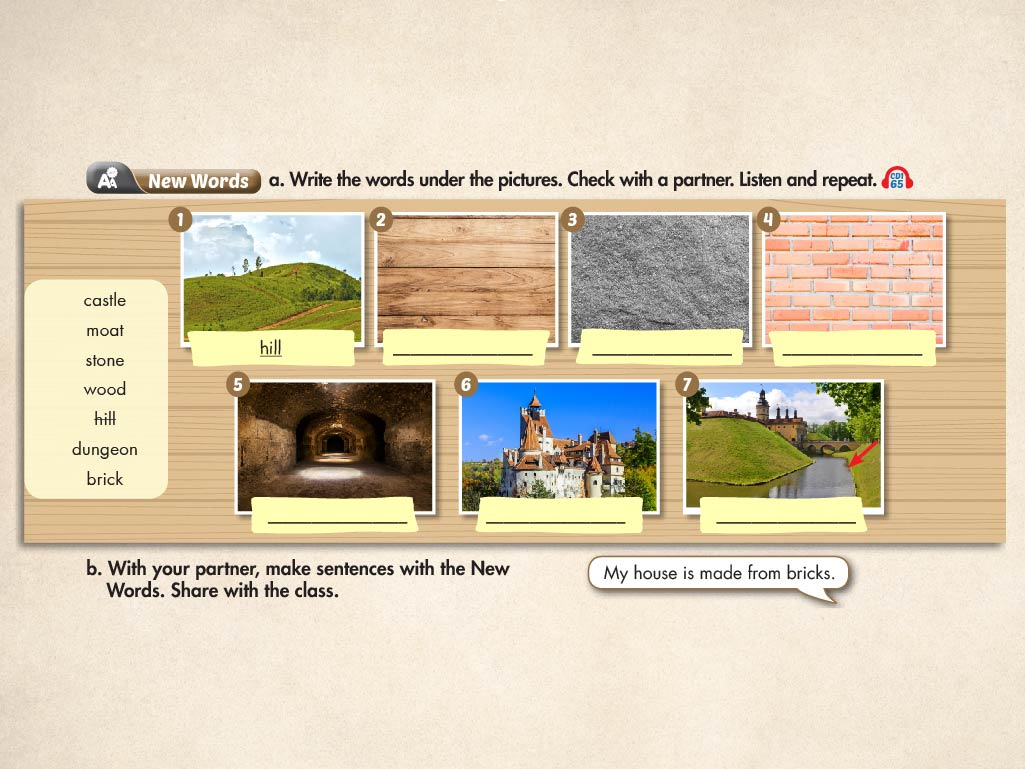 AA New Words a. Write the words under the pictures. Check with a partner. Listen and repeat. CD1 65
castle
moat
stone
wood
hill
dungeon
brick
1
2
3
4
hill
5
6
7
b. With your partner, make sentences with the New
Words. Share with the class.
My house is made from bricks.